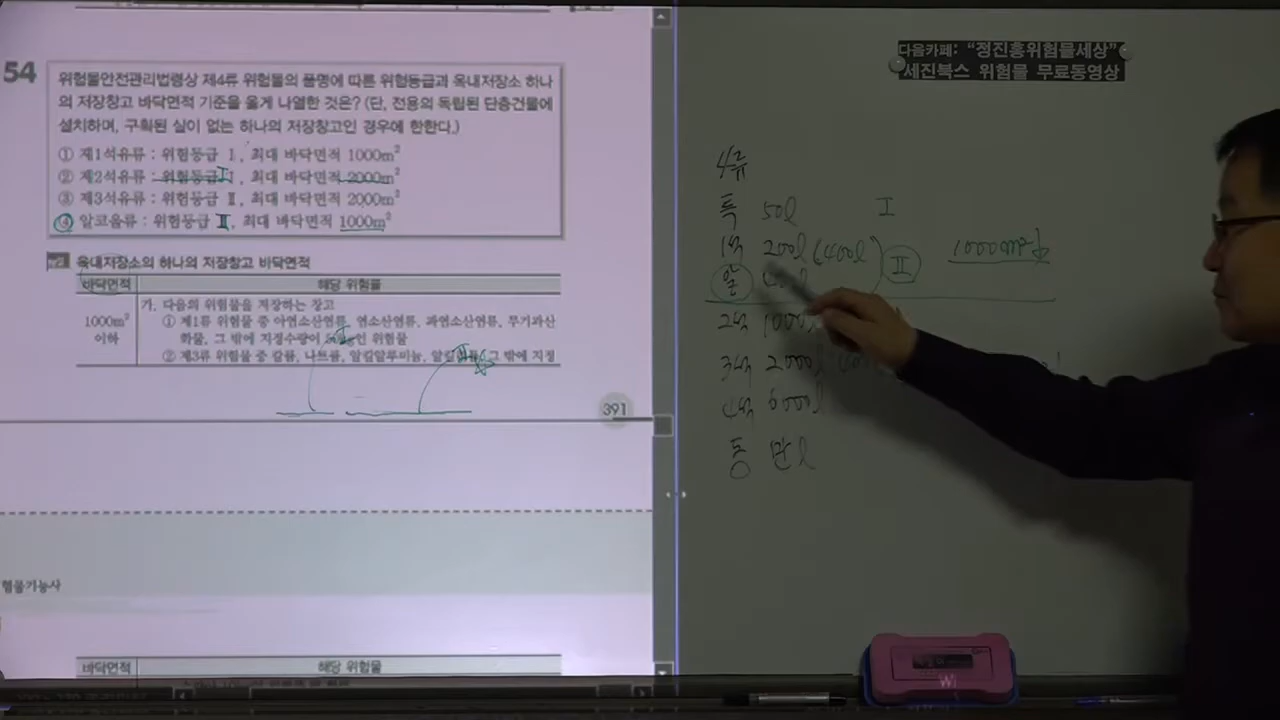 54
위험물안전관리법령상 제4류 위험물의 품명에 따른 위험등급과 옥내저장소 하나
의 저장창고 바닥면적 기준을 옳게 나열한 것은? (단, 전용의 독립된 단층건물에
설치하며, 구획된 실이 없는 하나의 저장창고인 경우에 한한다.)
① 제1석유류 : 위험등급 Ⅰ, 최대 바닥면적 1000m²
② 제2석유류 : 위험등급 Ⅰ, 최대 바닥면적 2000m²
③ 제3석유류 : 위험등급 Ⅱ, 최대 바닥면적 2000m²
④ 알코올류 : 위험등급 Ⅱ, 최대 바닥면적 1000m²
옥내저장소의 하나의 저장창고 바닥면적
바닥면적 해당 위험물
가. 다음의 위험물을 저장하는 창고
1000m² 이하
① 제1류 위험물 중 아염소산염류, 염소산염류, 과염소산염류, 무기과산
화물, 그 밖에 지정수량이 인 위험물
② 제3류 위험물 중 칼륨, 나트륨, 알킬알루미늄, 그 밖에 지정
391
험물기능사
바닥면적 해당 위험물
다음카페: "정진홍위험물세상"
세진북스 위험물 무료동영상
4류
특 50ℓ Ⅰ
1석 200ℓ (400ℓ) Ⅱ 1000m²↓
알
2석 1000
3석 2000ℓ
4석 6000ℓ
동 만ℓ